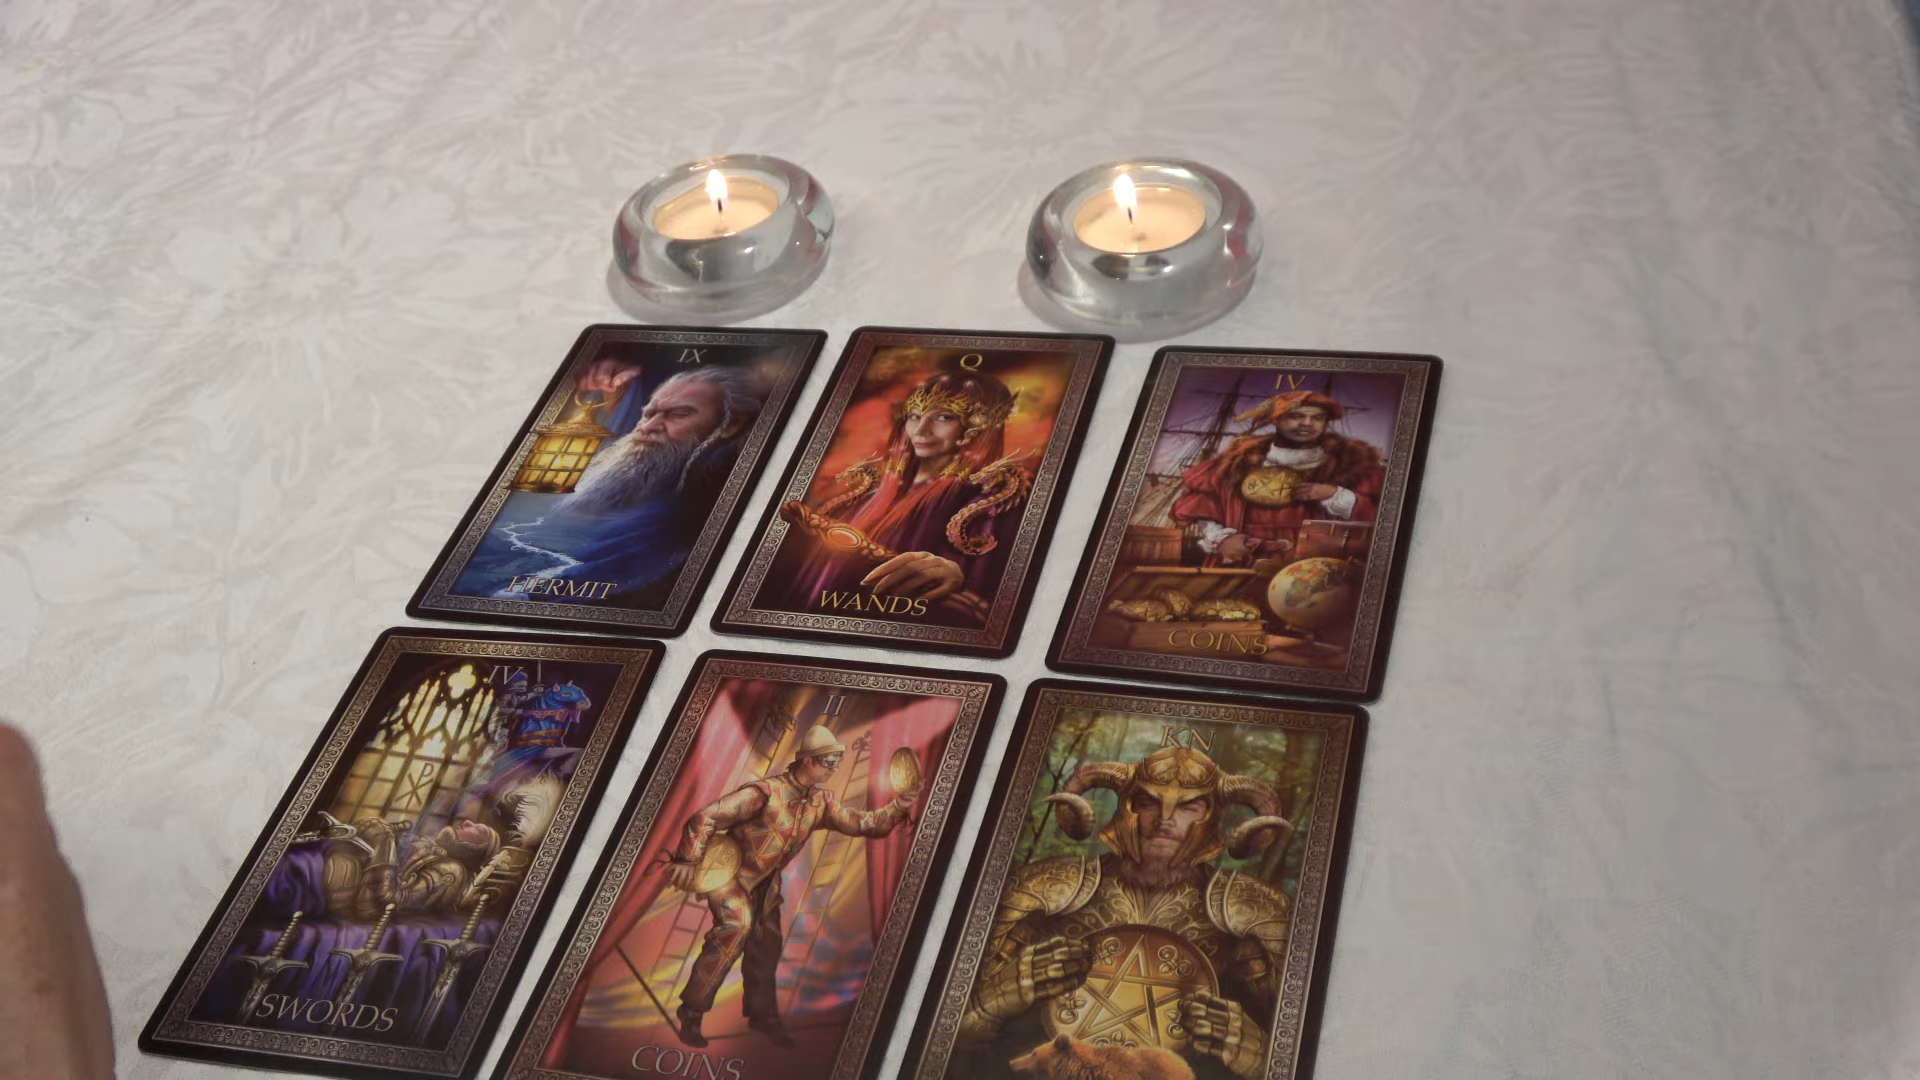 IX
HERMIT
Q
WANDS
IV
COINS
IV
SWORDS
II
COINS
KN